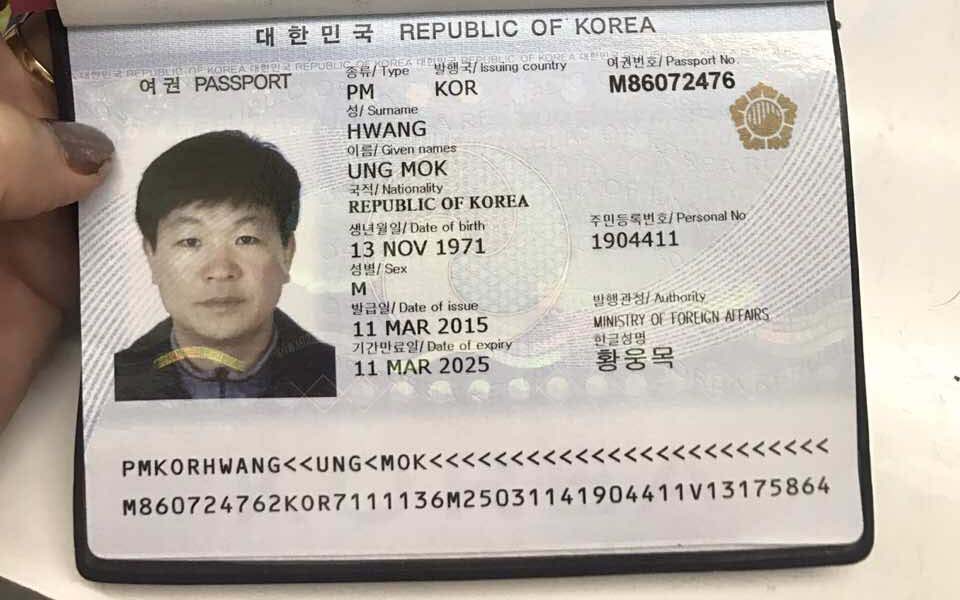 대한민국 REPUBLIC OF KOREA
여권 PASSPORT
종류/ Type 발행국/ Issuing country 여권번호/ Passport No.
PM KOR M86072476
성/ Surname
HWANG
이름/ Given names
UNG MOK
국적/ Nationality
REPUBLIC OF KOREA
생년월일/ Date of birth 주민등록번호/ Personal No
13 NOV 1971 1904411
성별/ Sex
M
발급일/ Date of issue 발행관청/ Authority
11 MAR 2015 MINISTRY OF FOREIGN AFFAIRS
기간만료일/ Date of expiry 한글성명
11 MAR 2025 황웅목
PMKORHWANG<<UNG<MOK<<<<<<<<<<<<<<<<<<<<<<<<<
M860724762KOR7111136M25031141904411V13175864